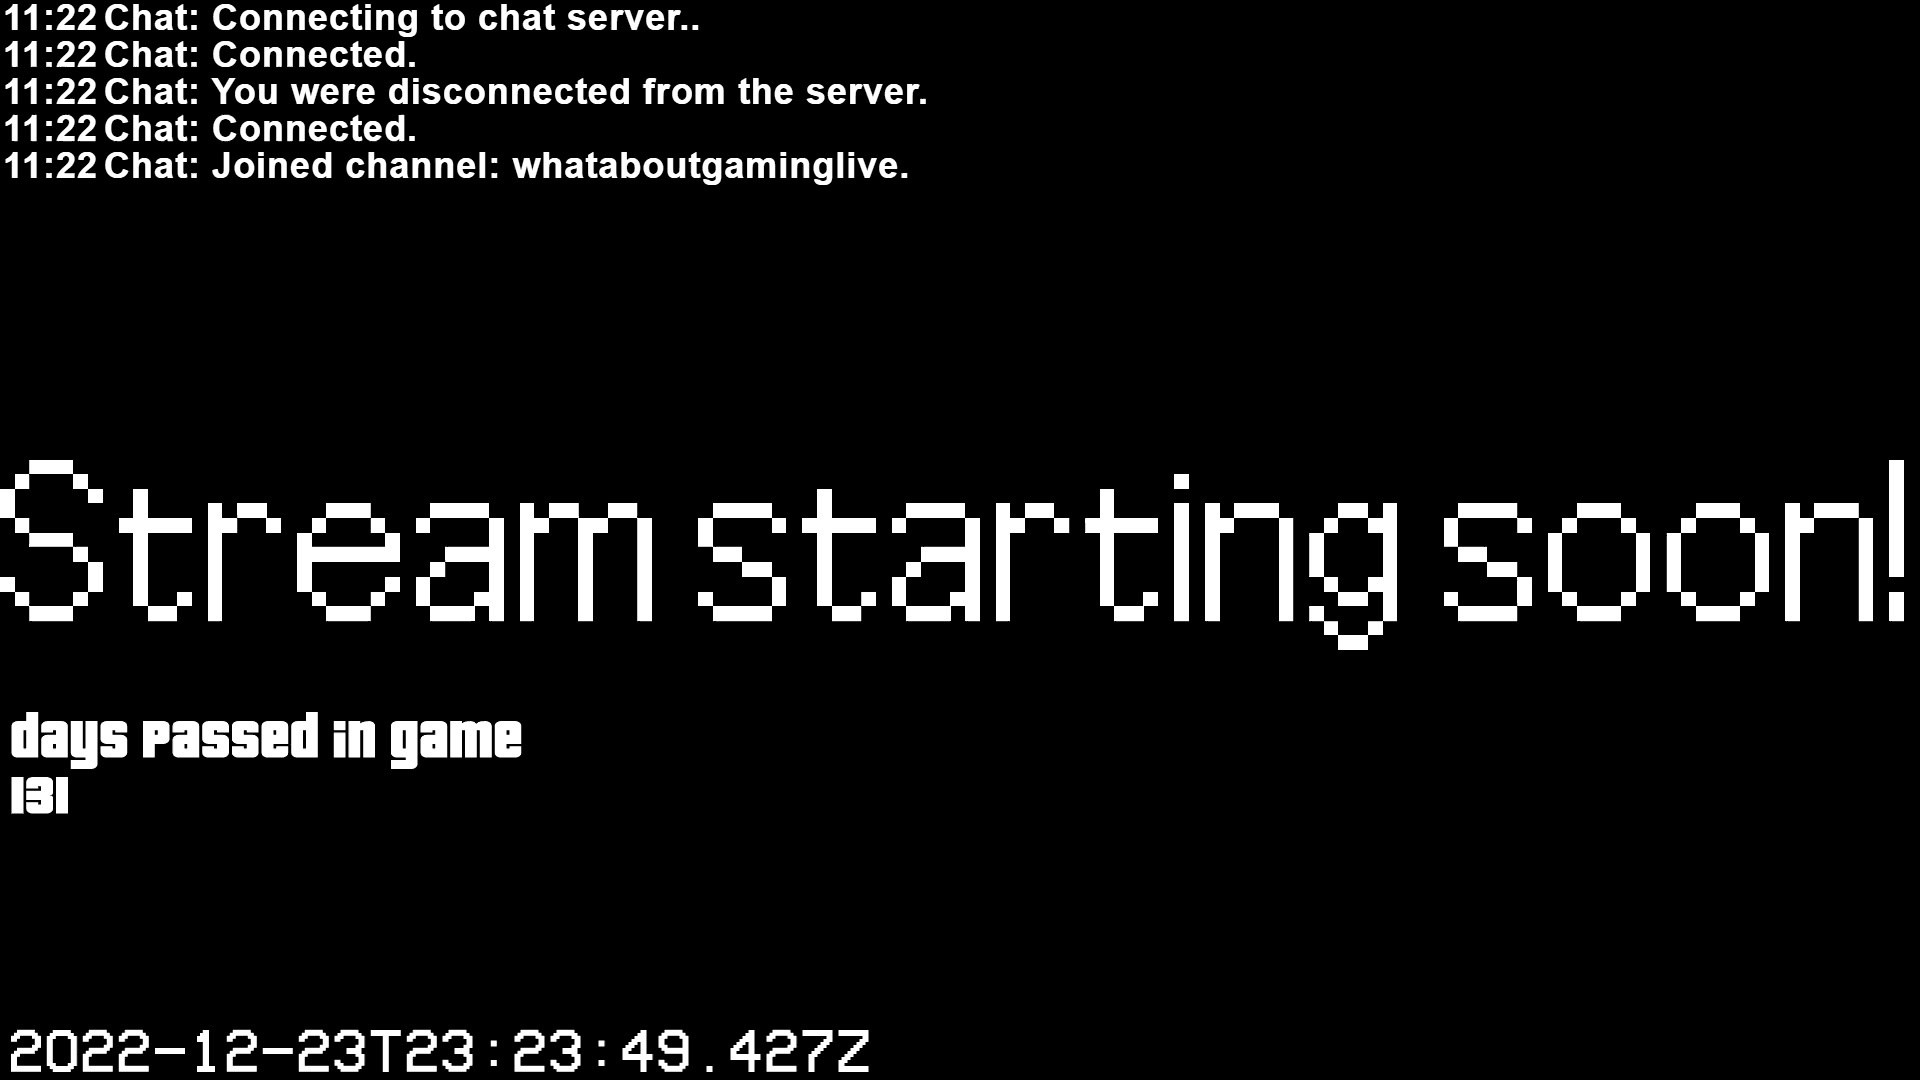 11:22 Chat: Connecting to chat server..
11:22 Chat: Connected.
11:22 Chat: You were disconnected from the server.
11:22 Chat: Connected.
11:22 Chat: Joined channel: whataboutgaminglive.
Stream starting soon!
days passed in game
131
2022-12-23T23:23:49.427Z